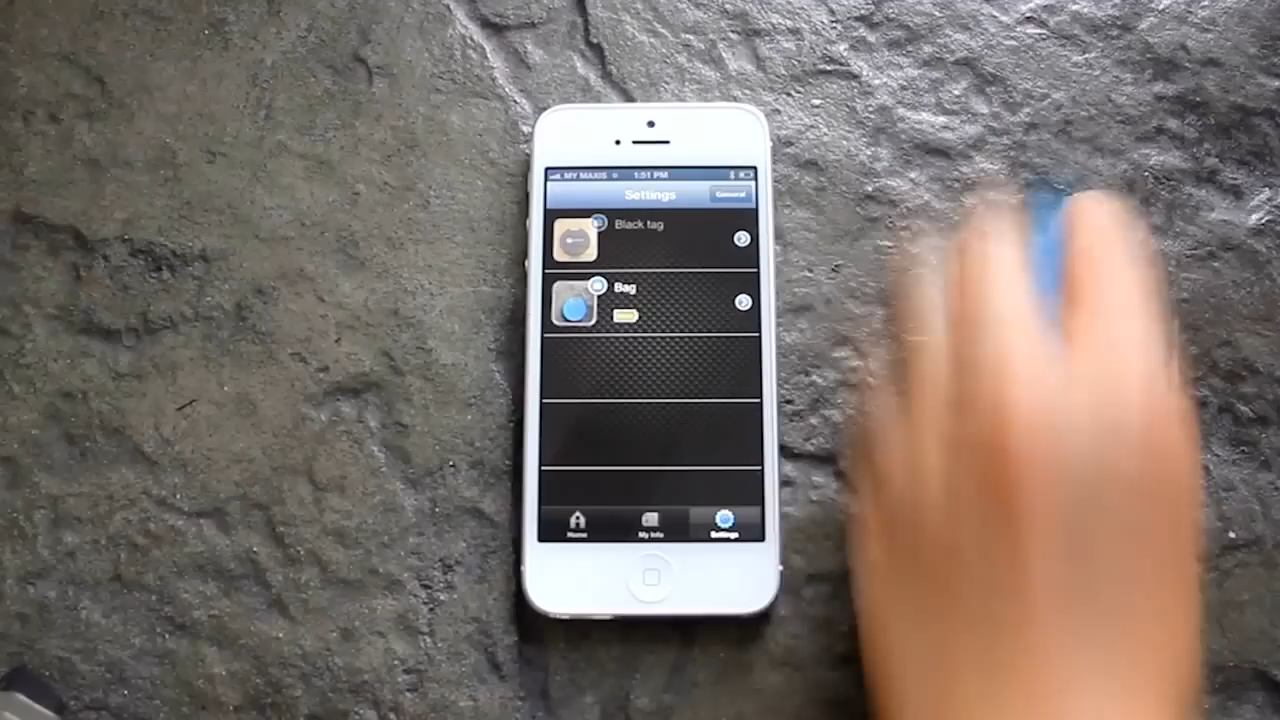 MY MAXIS 1:51 PM
Settings General
Black tag
Bag
Home My Info Settings